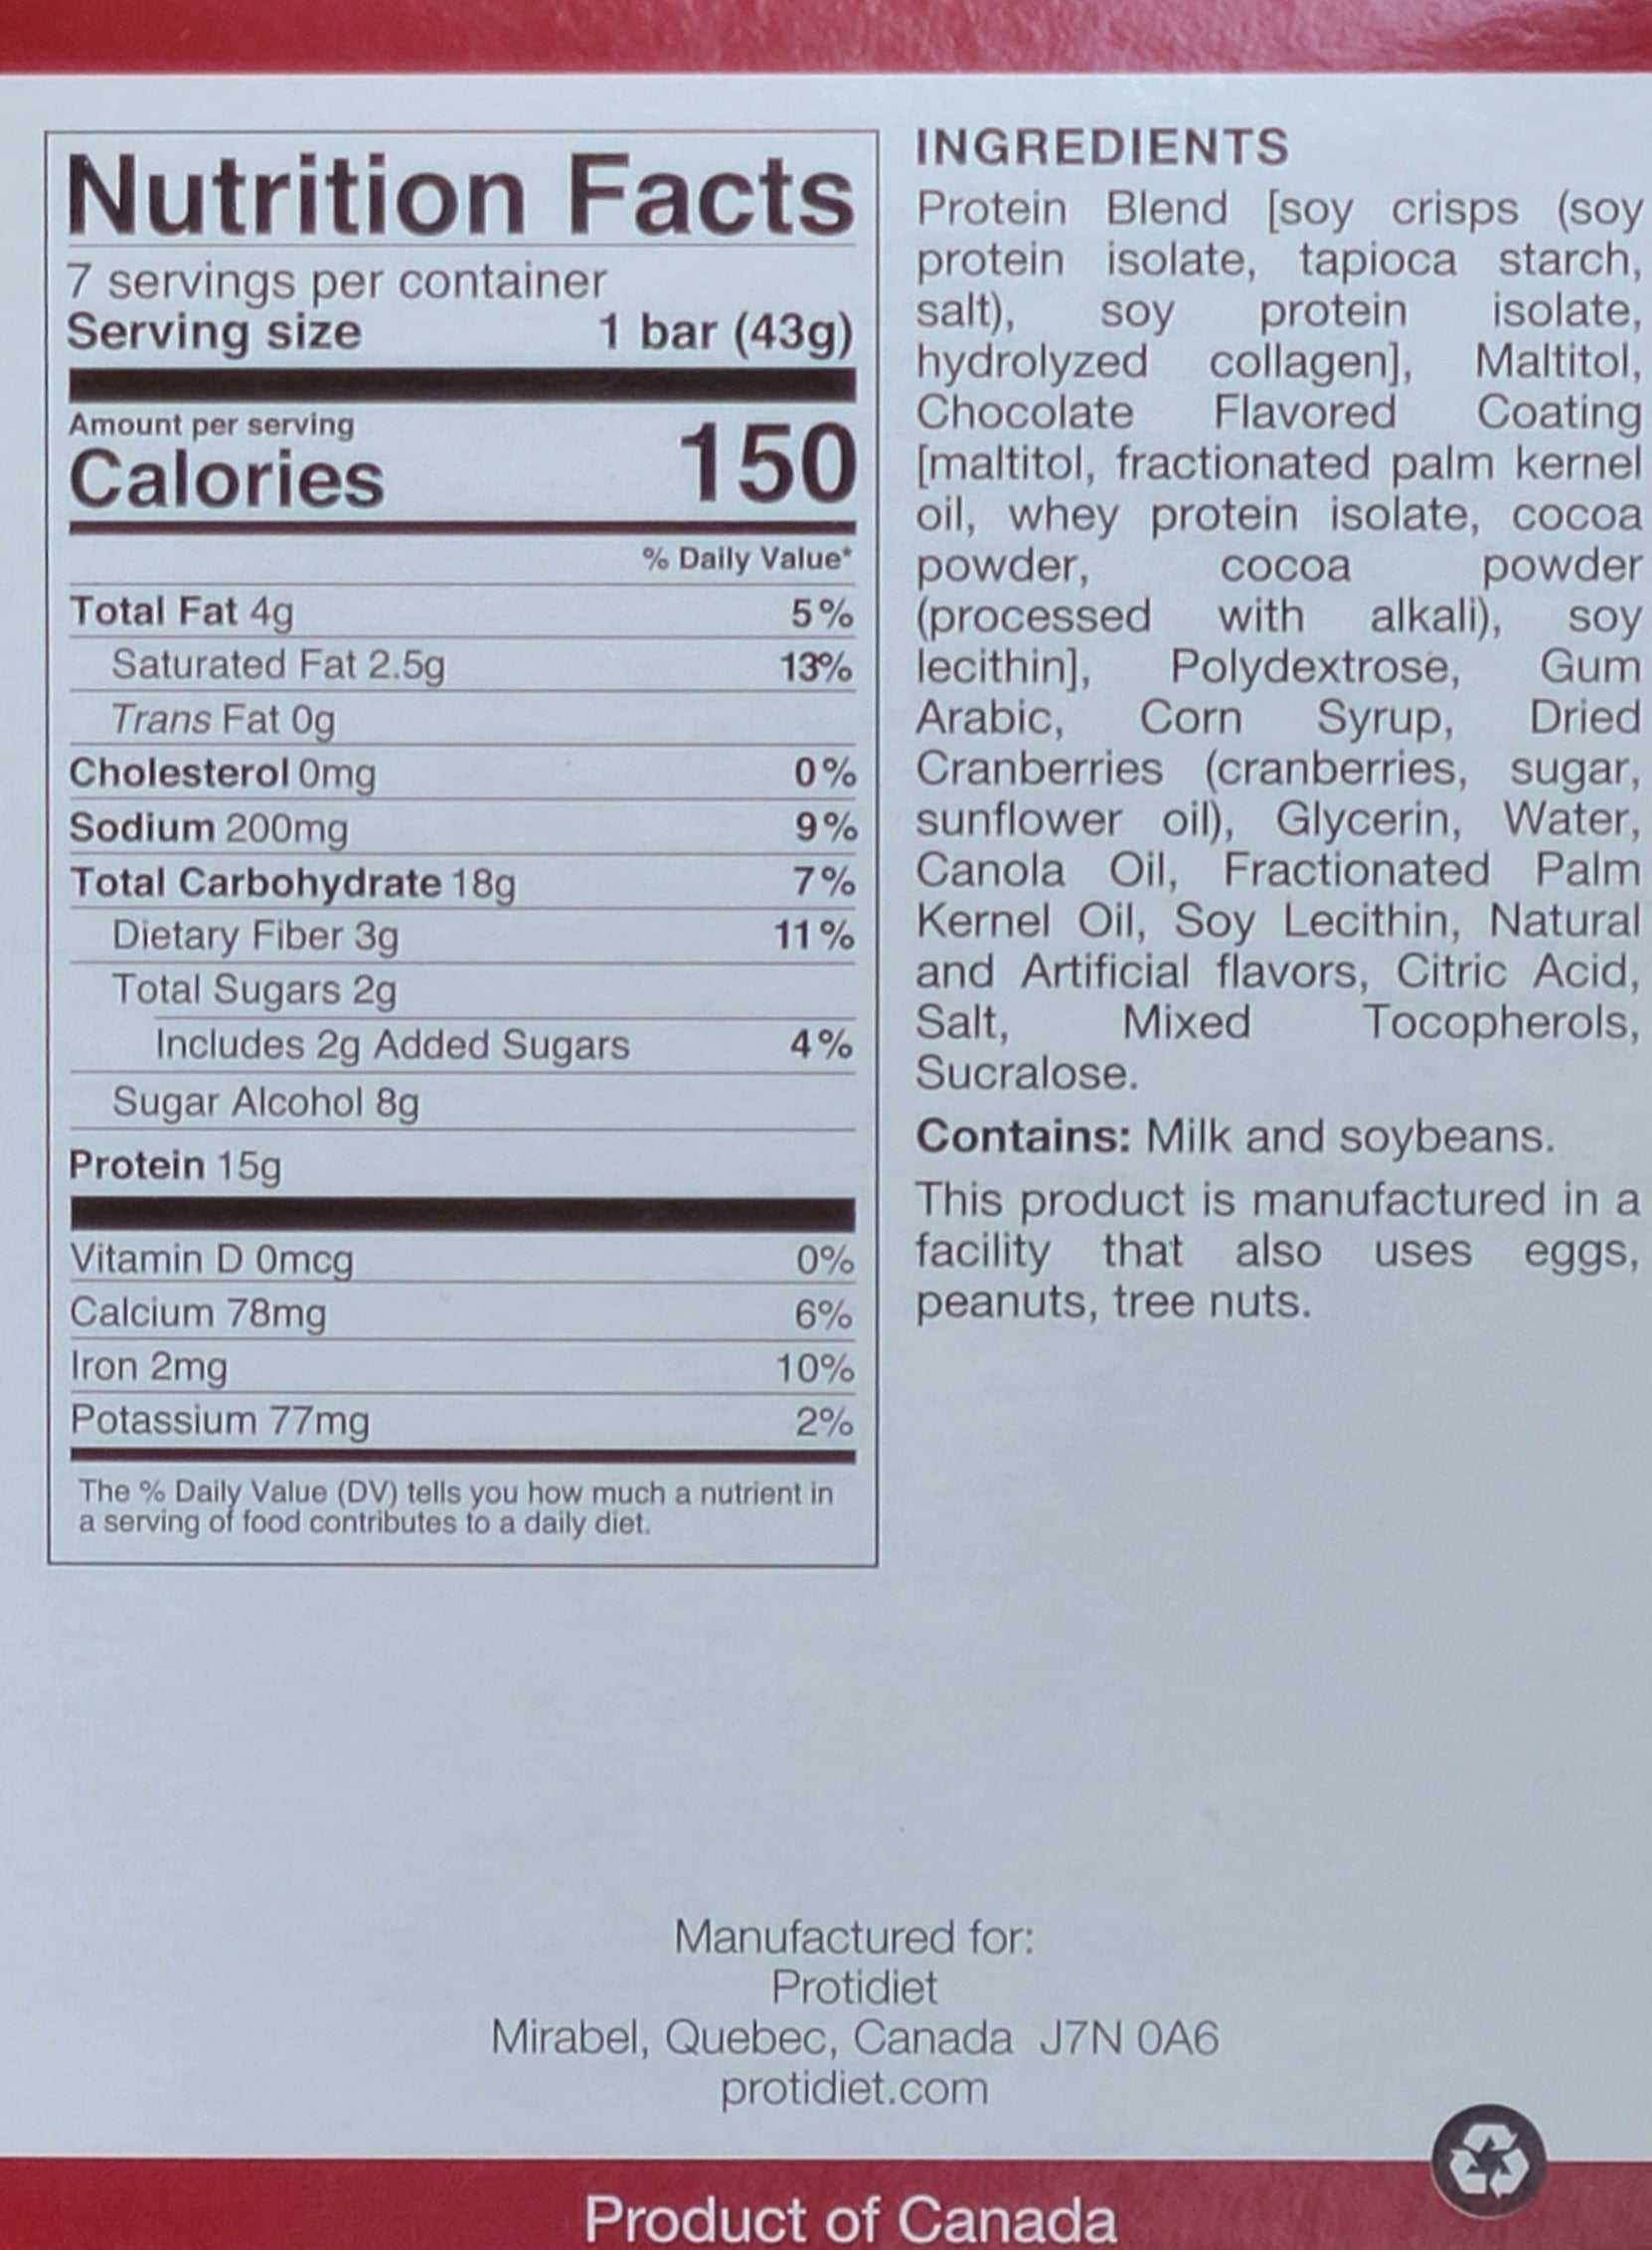 Nutrition Facts
7 servings per container
Serving size 1 bar (43g)
Amount per serving
Calories 150
% Daily Value*
Total Fat 4g 5%
Saturated Fat 2.5g 13%
Trans Fat 0g
Cholesterol 0mg 0%
Sodium 200mg 9%
Total Carbohydrate 18g 7%
Dietary Fiber 3g 11%
Total Sugars 2g
Includes 2g Added Sugars 4%
Sugar Alcohol 8g
Protein 15g
Vitamin D 0mcg 0%
Calcium 78mg 6%
Iron 2mg 10%
Potassium 77mg 2%
The % Daily Value (DV) tells you how much a nutrient in
a serving of food contributes to a daily diet.
INGREDIENTS
Protein Blend [soy crisps (soy
protein isolate, tapioca starch,
salt), soy protein isolate,
hydrolyzed collagen], Maltitol,
Chocolate Flavored Coating
[maltitol, fractionated palm kernel
oil, whey protein isolate, cocoa
powder, cocoa powder
(processed with alkali), soy
lecithin], Polydextrose, Gum
Arabic, Corn Syrup, Dried
Cranberries (cranberries, sugar,
sunflower oil), Glycerin, Water,
Canola Oil, Fractionated Palm
Kernel Oil, Soy Lecithin, Natural
and Artificial flavors, Citric Acid,
Salt, Mixed Tocopherols,
Sucralose.
Contains: Milk and soybeans.
This product is manufactured in a
facility that also uses eggs,
peanuts, tree nuts.
Manufactured for:
Protidiet
Mirabel, Quebec, Canada J7N 0A6
protidiet.com
Product of Canada